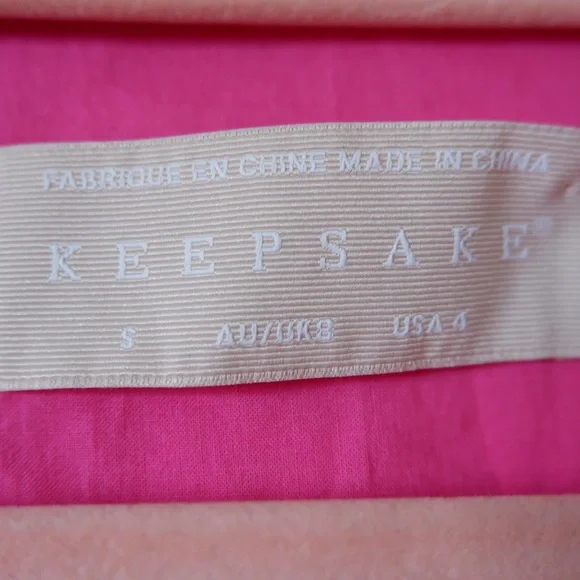 FABRIQUE EN CHINE MADE IN CHINA
KEEPSAKE®
S AU/UK8 USA 4